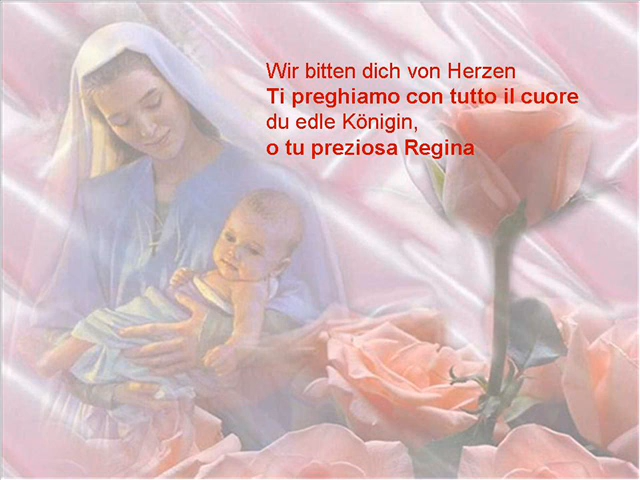 Wir bitten dich von Herzen
Ti preghiamo con tutto il cuore
du edle Königin,
o tu preziosa Regina